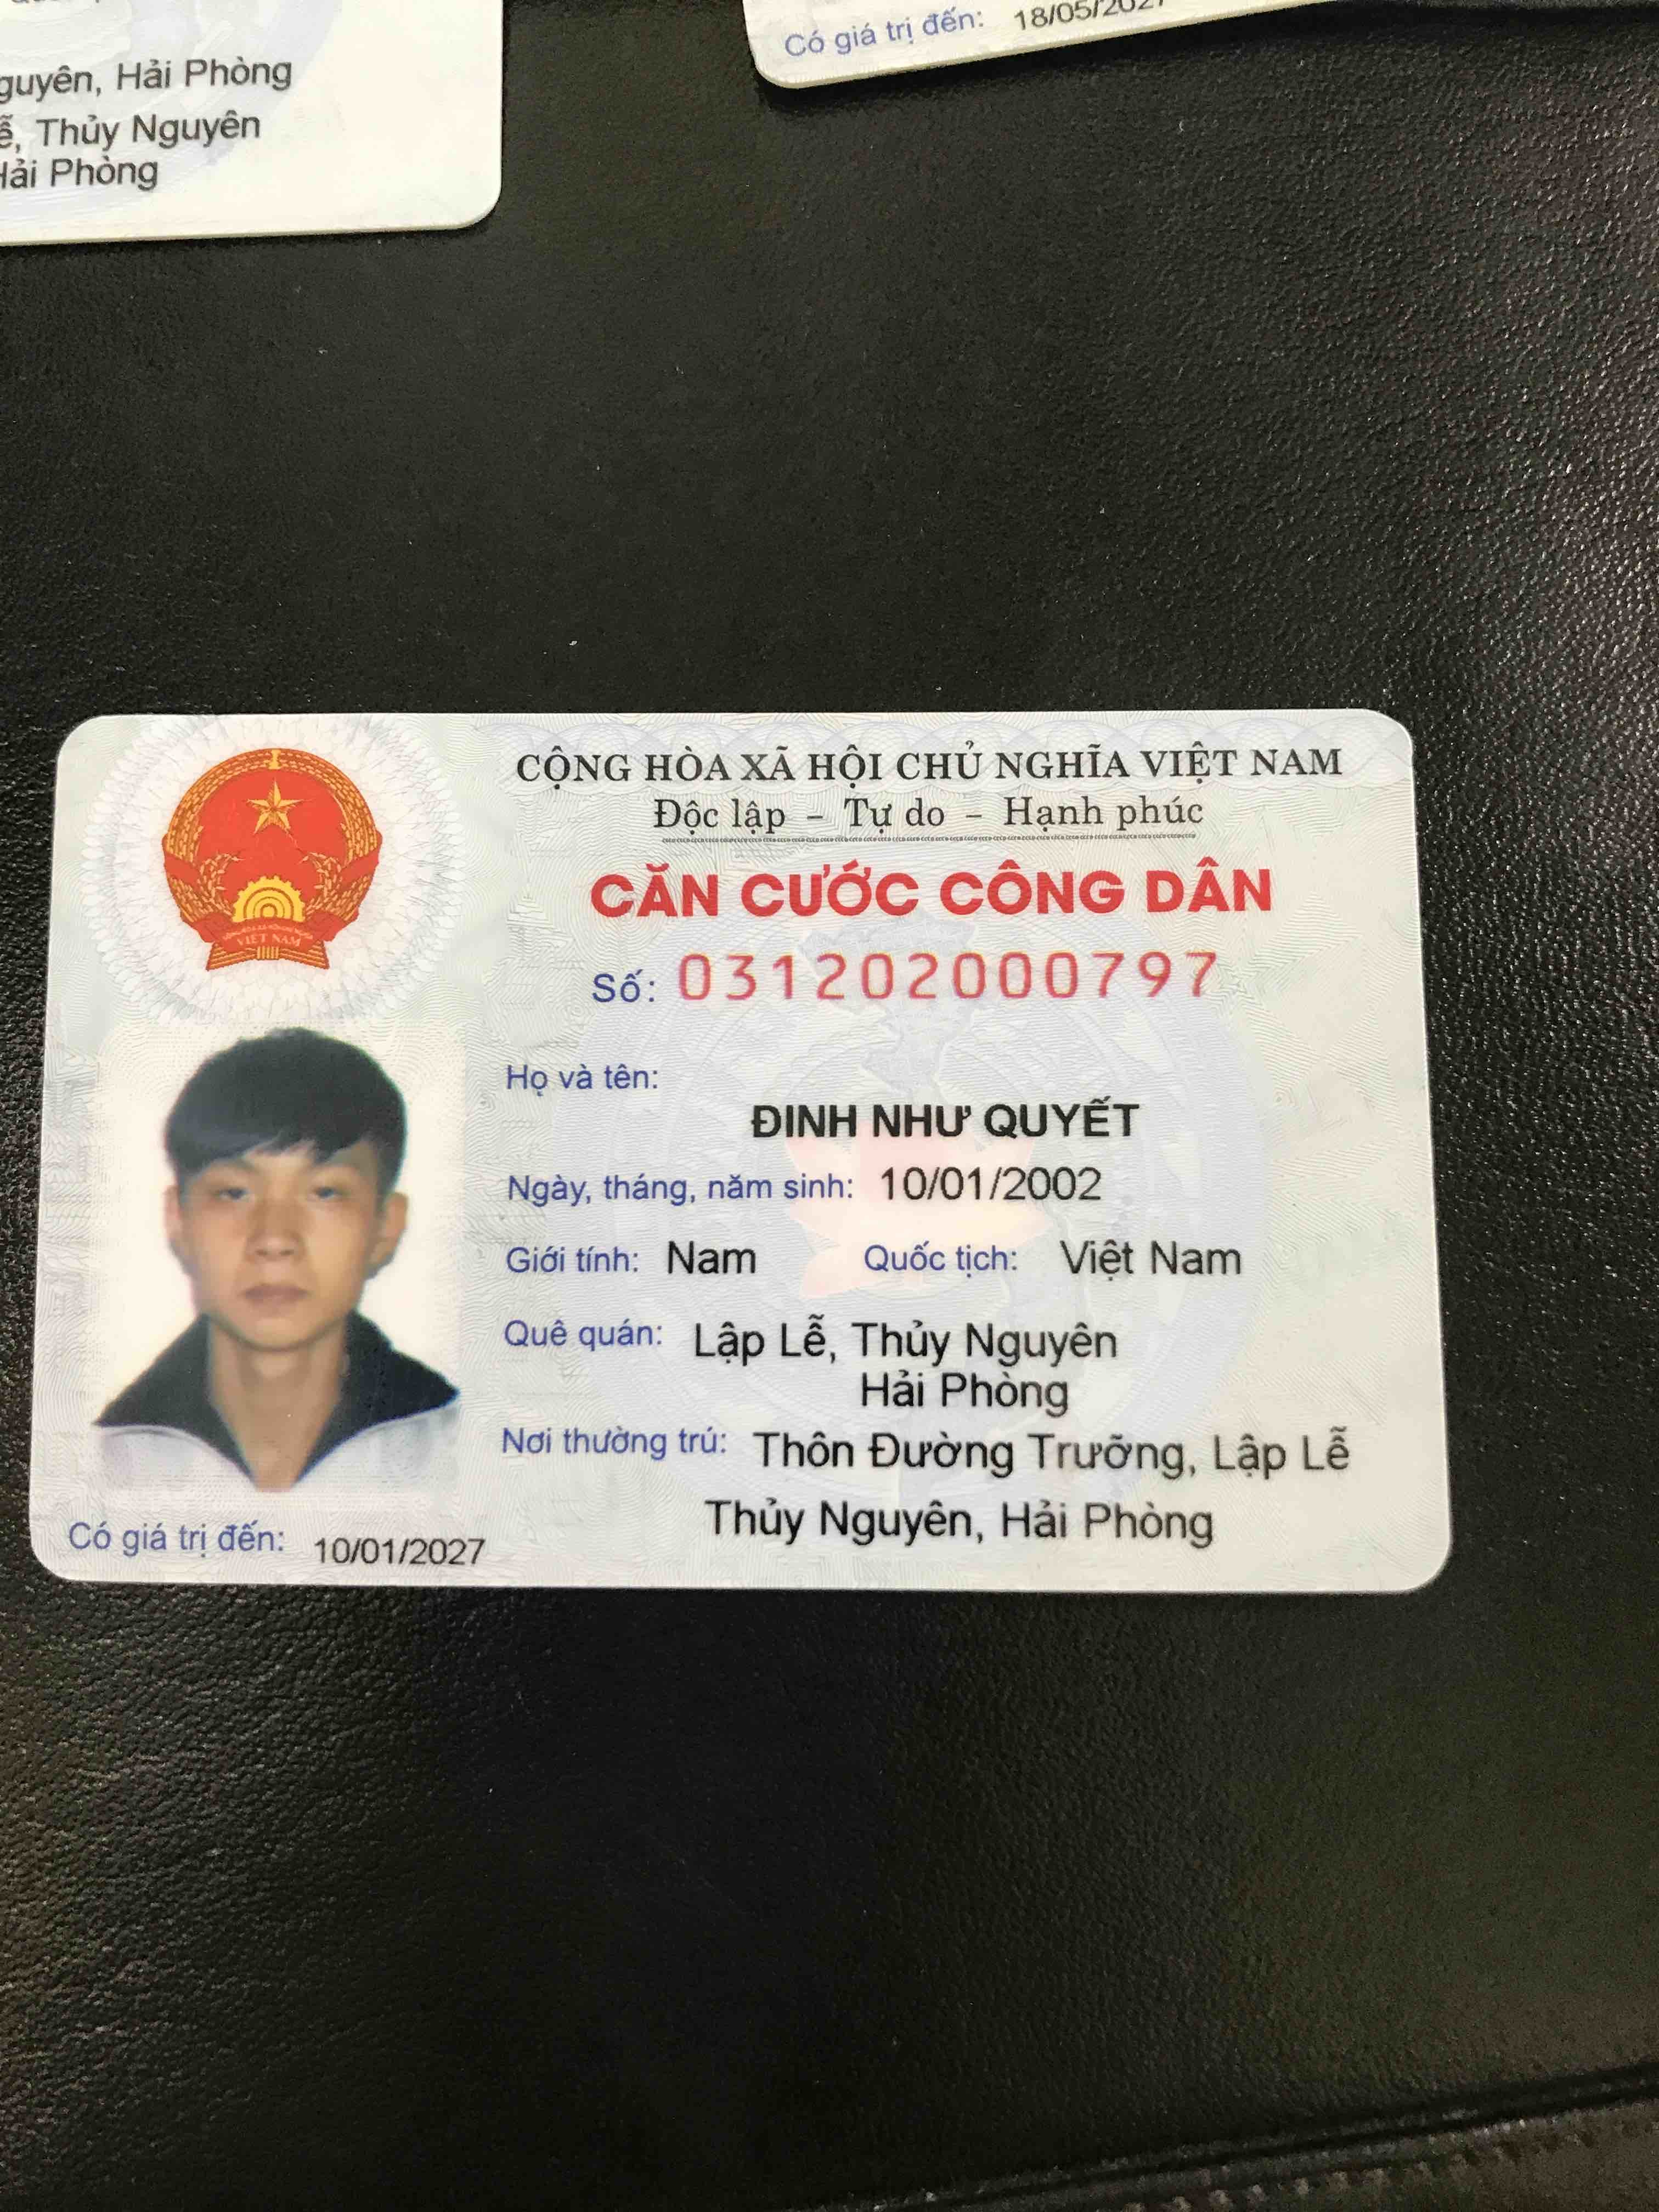 guyên, Hải Phòng
ễ, Thủy Nguyên
Hải Phòng
Có giá trị đến: 18/05/202
CỘNG HÒA XÃ HỘI CHỦ NGHĨA VIỆT NAM
Độc lập - Tự do - Hạnh phúc
CĂN CƯỚC CÔNG DÂN
Số: 031202000797
Họ và tên:
ĐINH NHƯ QUYẾT
Ngày, tháng, năm sinh: 10/01/2002
Giới tính: Nam Quốc tịch: Việt Nam
Quê quán: Lập Lễ, Thủy Nguyên
Hải Phòng
Nơi thường trú: Thôn Đường Trưỡng, Lập Lễ
Thủy Nguyên, Hải Phòng
Có giá trị đến: 10/01/2027
VIỆT NAM